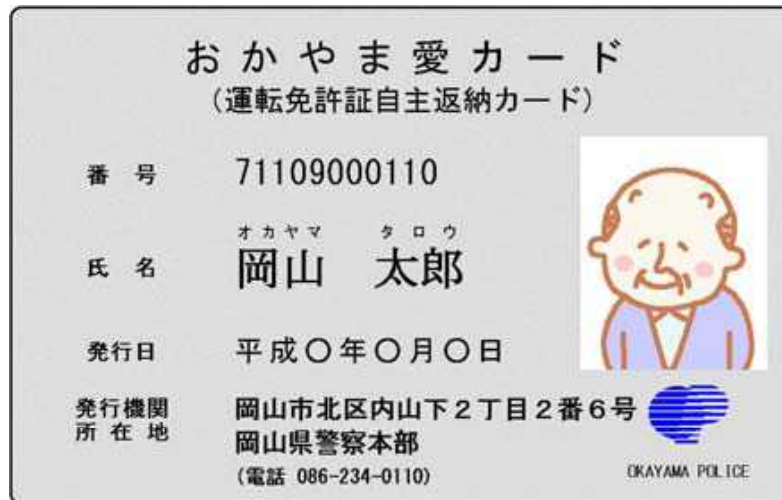 おかやま愛カード
(運転免許証自主返納カード)
番号 71109000110
オカヤマ タロウ
氏名 岡山 太郎
発行日 平成〇年〇月〇日
発行機関所在地
岡山市北区内山下2丁目2番6号
岡山県警察本部
(電話 086-234-0110)
OKAYAMA POLICE